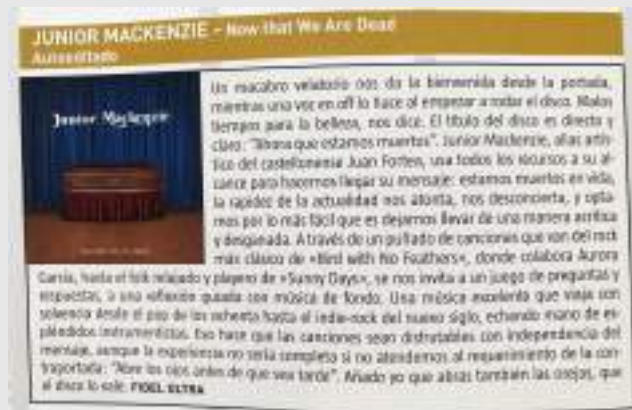 JUNIOR MACKENZIE – Now that We Are Dead
Autoeditado
Junior Mackenzie
Un macabro velatorio nos da la bienvenida desde la portada,
mientras una voz en off lo hace al empezar a rodar el disco. Malos
tiempos para la belleza, nos dice. El título del disco es directo y
claro: "Ahora que estamos muertos". Junior Mackenzie, alias artís-
tico del castellonense Juan Forten, usa todos los recursos a su al-
cance para hacernos llegar su mensaje: estamos muertos en vida,
la rapidez de la actualidad nos atonta, nos desconcierta, y opta-
mos por lo más fácil que es dejarnos llevar de una manera acrítica
y desganada. A través de un puñado de canciones que van del rock
más clásico de «Bird with No Feathers», donde colabora Aurora
García, hasta el folk relajado y playero de «Sunny Days», se nos invita a un juego de preguntas y
respuestas, a una reflexión guiada con música de fondo. Una música excelente que viaja con
solvencia desde el pop de los ochenta hasta el indie-rock del nuevo siglo, echando mano de es-
pléndidos instrumentistas. Eso hace que las canciones sean disfrutables con independencia del
mensaje, aunque la experiencia no sería completa si no atendemos al requerimiento de la con-
traportada: "Abre los ojos antes de que sea tarde". Añado yo que abras también las orejas, que
el disco lo vale. FIDEL OLTRA